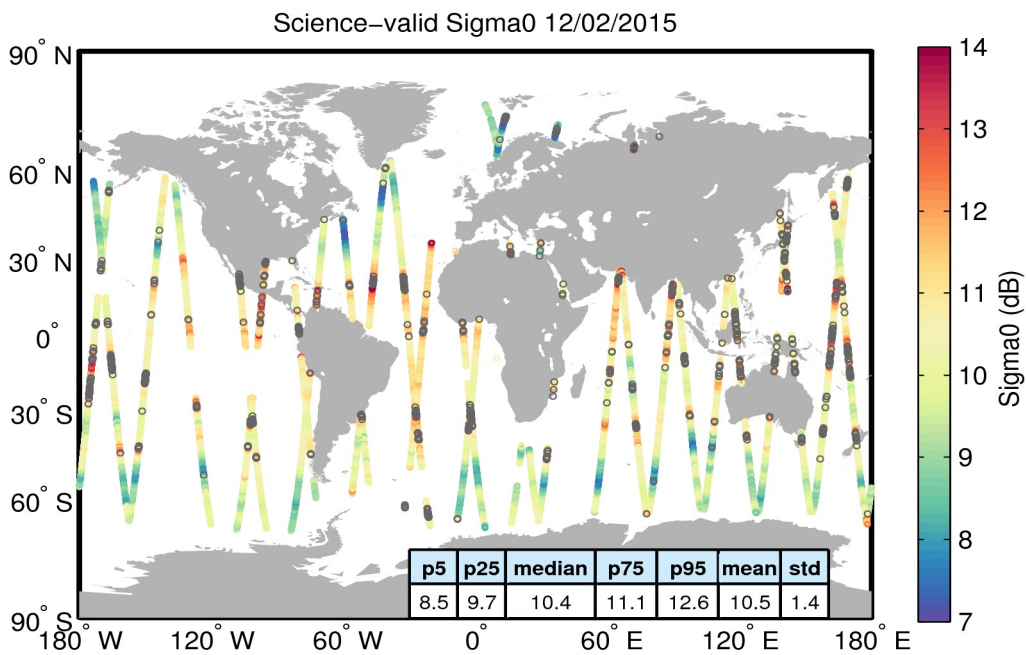 Science−valid Sigma0 12/02/2015
90° N
60° N
30° N
0°
30° S
60° S
90° S
180° W
120° W
60° W
0°
60° E
120° E
180° E
14
13
12
11
10
9
8
7
Sigma0 (dB)
p5 p25 median p75 p95 mean std
8.5 9.7 10.4 11.1 12.6 10.5 1.4